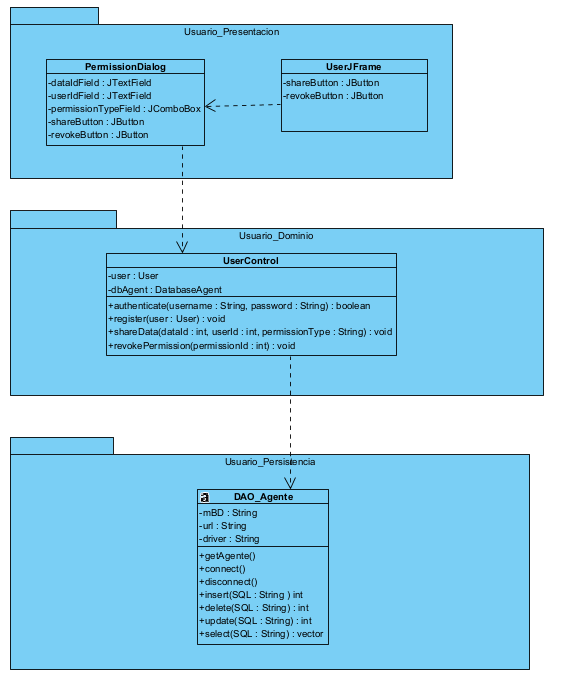 Usuario_Presentacion
PermissionDialog
-dataIdField : JTextField
-userIdField : JTextField
-permissionTypeField : JComboBox
-shareButton : JButton
-revokeButton : JButton
UserJFrame
-shareButton : JButton
-revokeButton : JButton
Usuario_Dominio
UserControl
-user : User
-dbAgent : DatabaseAgent
+authenticate(username : String, password : String) : boolean
+register(user : User) : void
+shareData(dataId : int, userId : int, permissionType : String) : void
+revokePermission(permissionId : int) : void
Usuario_Persistencia
a DAO_Agente
-mBD : String
-url : String
-driver : String
+getAgente()
+connect()
+disconnect()
+insert(SQL : String ) int
+delete(SQL : String) : int
+update(SQL : String) : int
+select(SQL : String) : vector